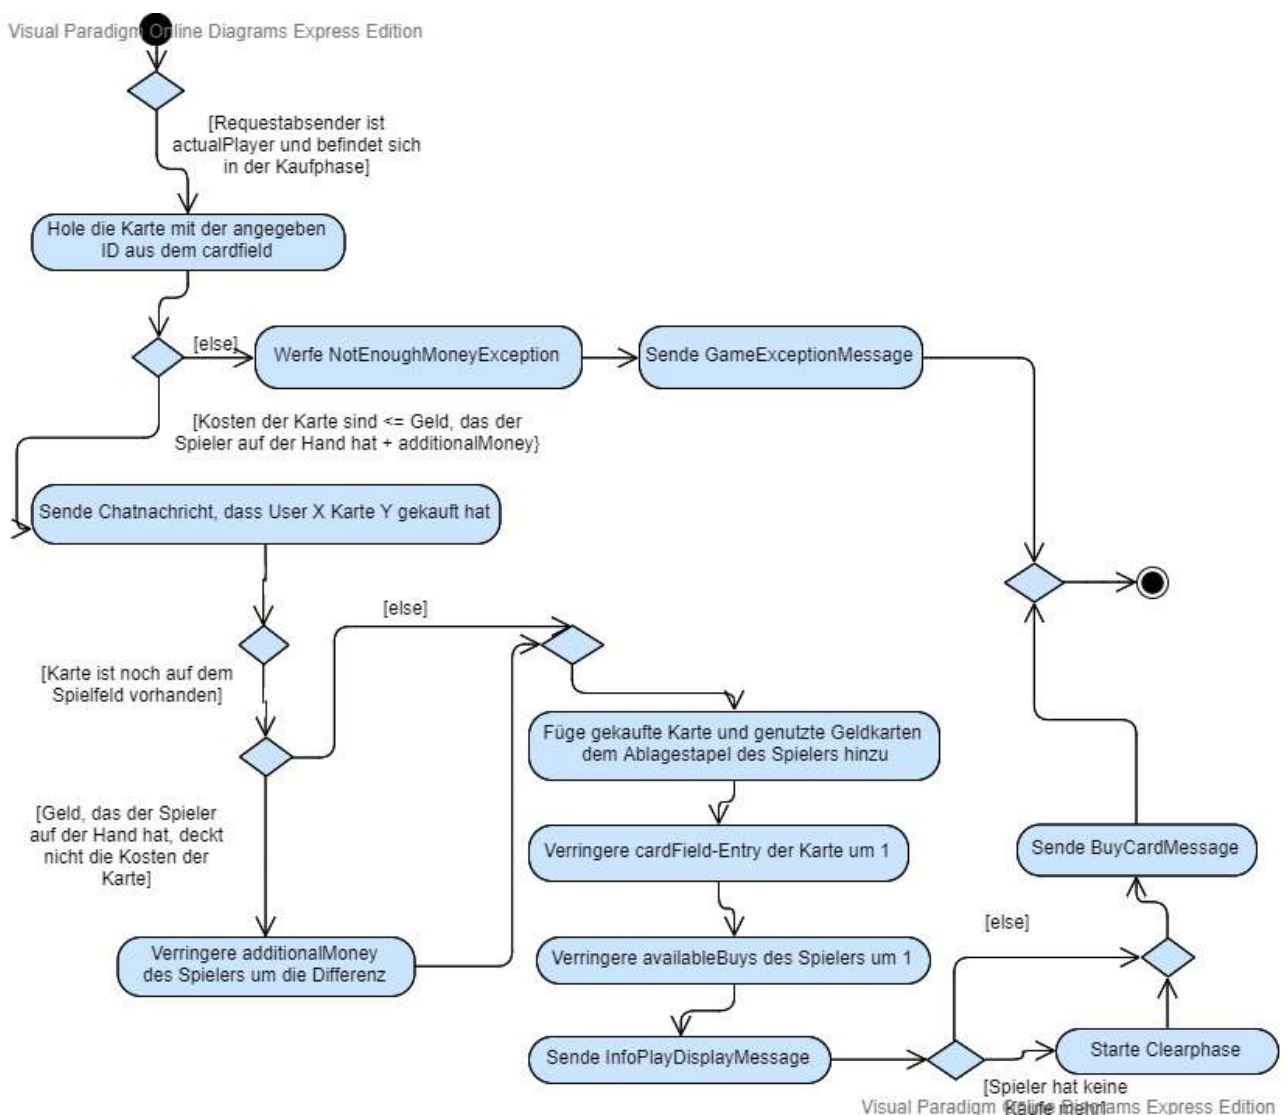 Visual Paradigm Online Diagrams Express Edition
[Requestabsender ist
actualPlayer und befindet sich
in der Kaufphase]
Hole die Karte mit der angegeben
ID aus dem cardfield
[else]
Werfe NotEnoughMoneyException
Sende GameExceptionMessage
[Kosten der Karte sind <= Geld, das der
Spieler auf der Hand hat + additionalMoney}
Sende Chatnachricht, dass User X Karte Y gekauft hat
[else]
[Karte ist noch auf dem
Spielfeld vorhanden]
Füge gekaufte Karte und genutzte Geldkarten
dem Ablagestapel des Spielers hinzu
[Geld, das der Spieler
auf der Hand hat, deckt
nicht die Kosten der
Karte]
Verringere cardField-Entry der Karte um 1
Sende BuyCardMessage
[else]
Verringere additionalMoney
des Spielers um die Differenz
Verringere availableBuys des Spielers um 1
Sende InfoPlayDisplayMessage
Starte Clearphase
[Spieler hat keine
Käufe mehr]
Visual Paradigm Online Diagrams Express Edition